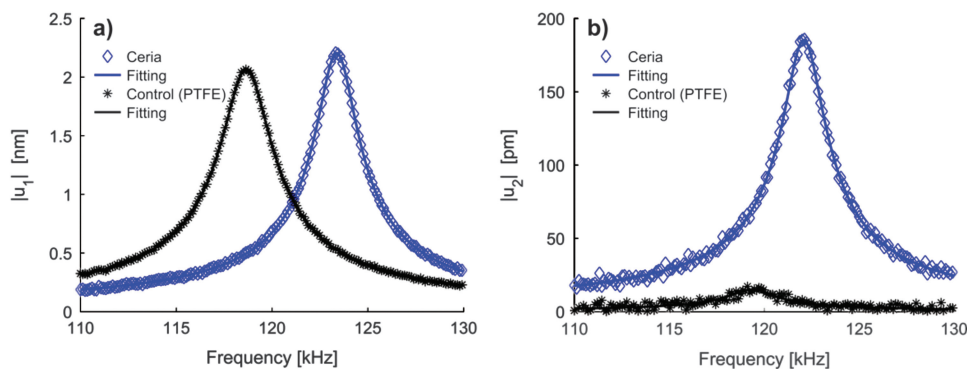 a)
2.5
2
1.5
1
0.5
0
|u1| [nm]
Ceria
Fitting
Control (PTFE)
Fitting
110 115 120 125 130
Frequency [kHz]
b)
200
150
100
50
0
|u2| [pm]
Ceria
Fitting
Control (PTFE)
Fitting
110 115 120 125 130
Frequency [kHz]